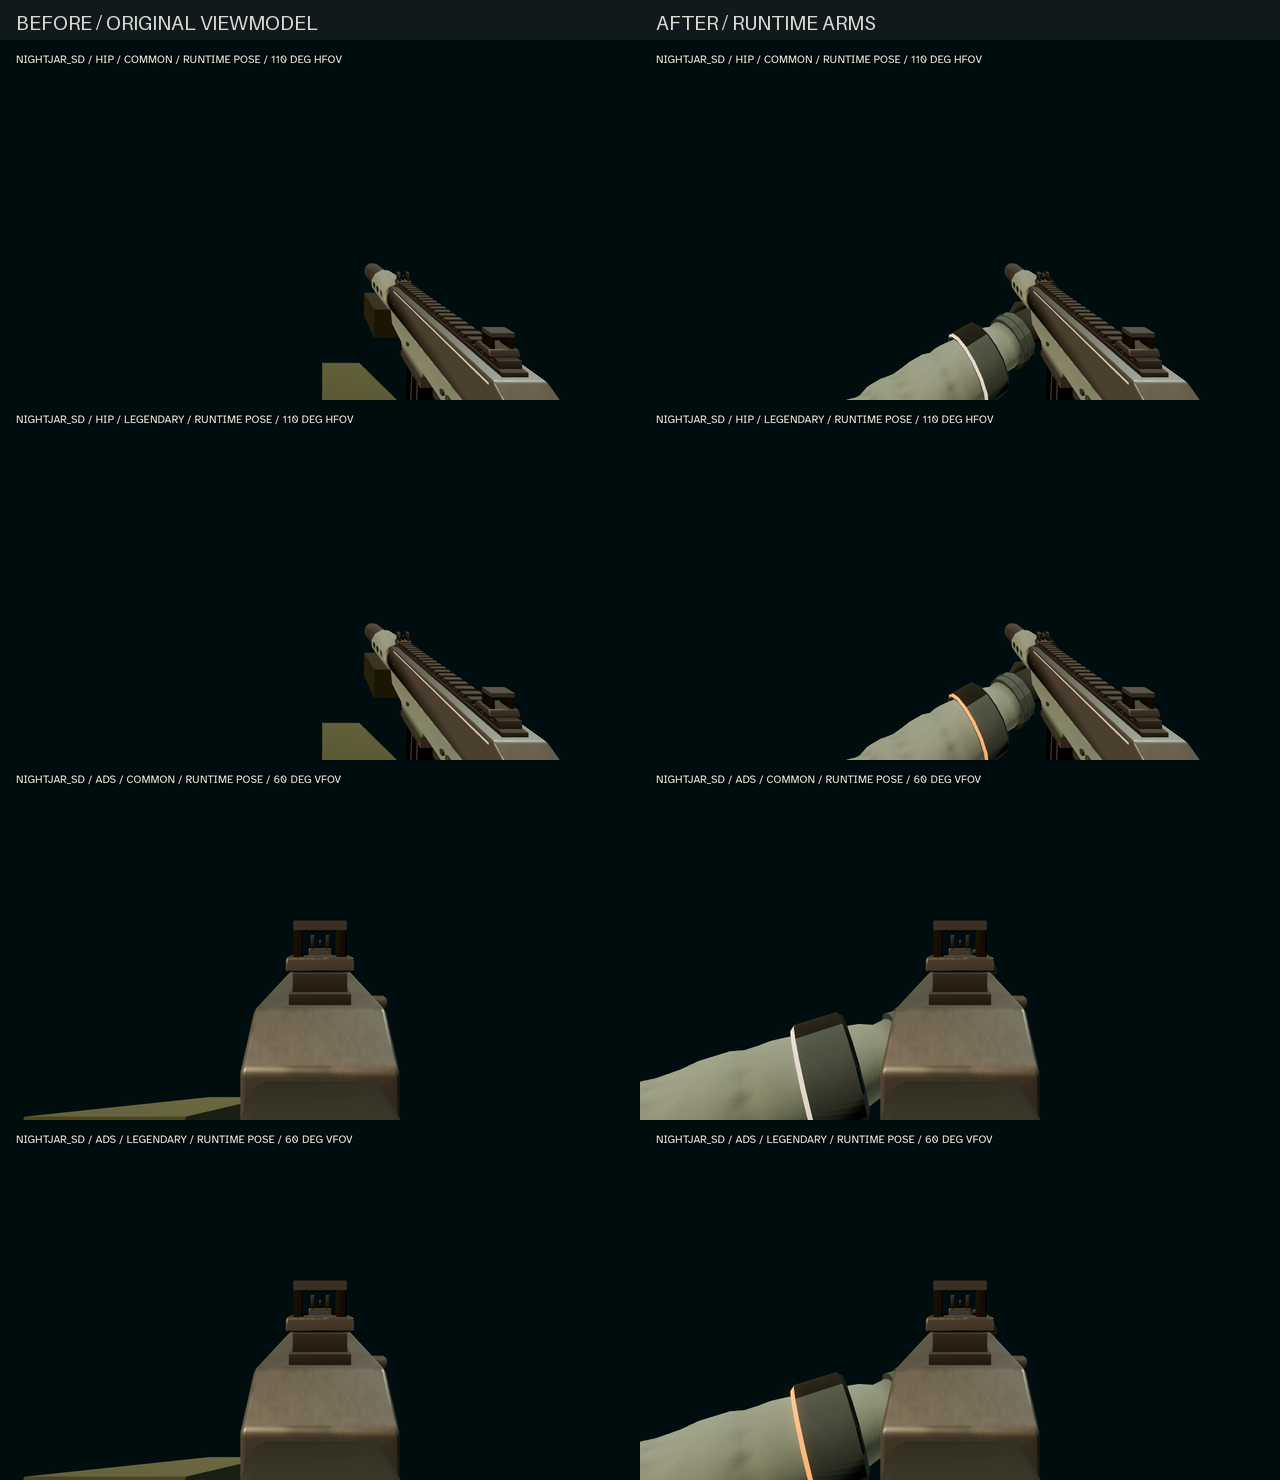 BEFORE / ORIGINAL VIEWMODEL
AFTER / RUNTIME ARMS
NIGHTJAR_SD / HIP / COMMON / RUNTIME POSE / 110 DEG HFOV
NIGHTJAR_SD / HIP / COMMON / RUNTIME POSE / 110 DEG HFOV
NIGHTJAR_SD / HIP / LEGENDARY / RUNTIME POSE / 110 DEG HFOV
NIGHTJAR_SD / HIP / LEGENDARY / RUNTIME POSE / 110 DEG HFOV
NIGHTJAR_SD / ADS / COMMON / RUNTIME POSE / 60 DEG VFOV
NIGHTJAR_SD / ADS / COMMON / RUNTIME POSE / 60 DEG VFOV
NIGHTJAR_SD / ADS / LEGENDARY / RUNTIME POSE / 60 DEG VFOV
NIGHTJAR_SD / ADS / LEGENDARY / RUNTIME POSE / 60 DEG VFOV